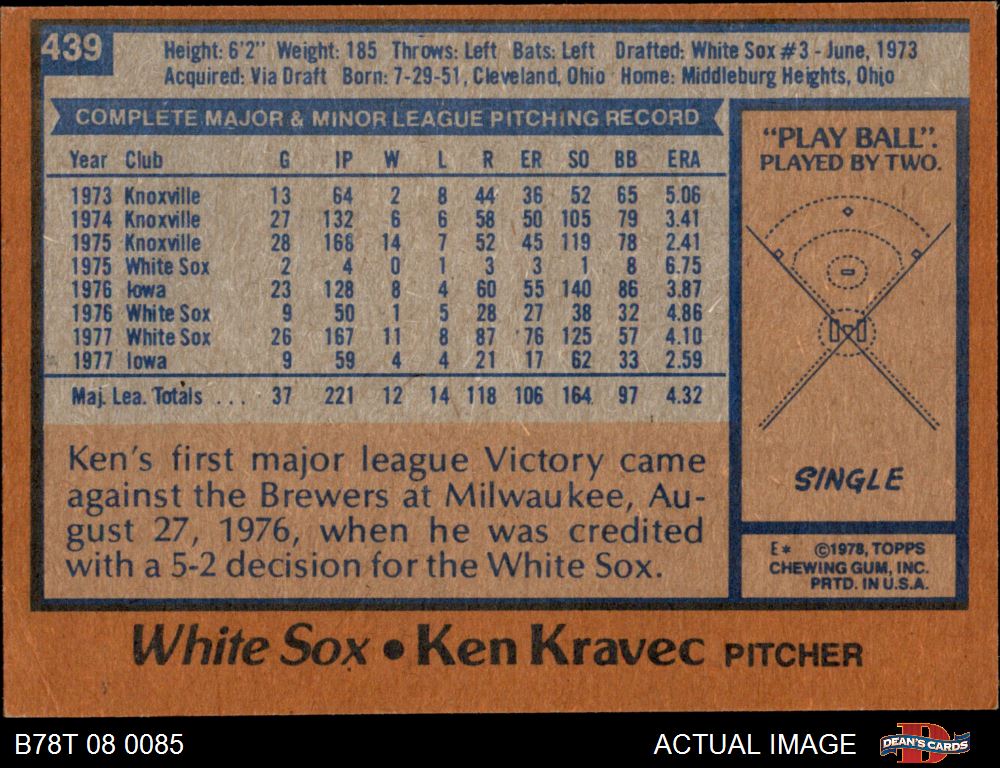 439
Height: 6'2" Weight: 185 Throws: Left Bats: Left Drafted: White Sox #3 - June, 1973
Acquired: Via Draft Born: 7-29-51, Cleveland, Ohio Home: Middleburg Heights, Ohio
COMPLETE MAJOR & MINOR LEAGUE PITCHING RECORD
Year Club G IP W L R ER SO BB ERA
1973 Knoxville 13 64 2 8 44 36 52 65 5.06
1974 Knoxville 27 132 6 6 58 50 105 79 3.41
1975 Knoxville 28 168 14 7 52 45 119 78 2.41
1975 White Sox 2 4 0 1 3 3 1 8 6.75
1976 Iowa 23 128 8 4 60 55 140 86 3.87
1976 White Sox 9 50 1 5 28 27 38 32 4.86
1977 White Sox 26 167 11 8 87 76 125 57 4.10
1977 Iowa 9 59 4 4 21 17 62 33 2.59
Maj. Lea. Totals ... 37 221 12 14 118 106 164 97 4.32
Ken's first major league Victory came
against the Brewers at Milwaukee, Au-
gust 27, 1976, when he was credited
with a 5-2 decision for the White Sox.
"PLAY BALL".
PLAYED BY TWO.
SINGLE
E* ©1978, TOPPS
CHEWING GUM, INC.
PRTD. IN U.S.A.
White Sox • Ken Kravec PITCHER
B78T 08 0085
ACTUAL IMAGE
D
DEAN'S CARDS